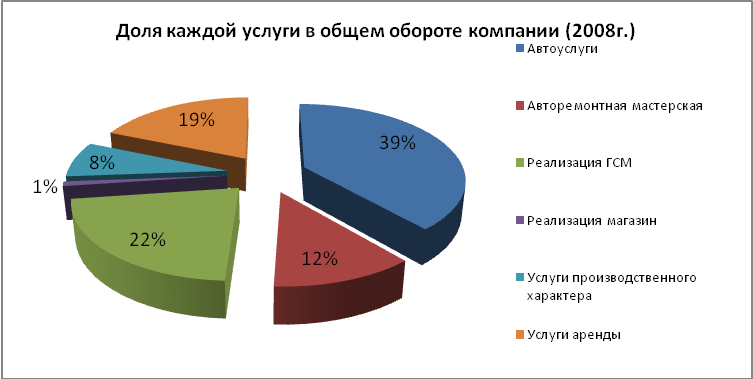 Доля каждой услуги в общем обороте компании (2008г.)
Автоуслуги
Авторемонтная мастерская
Реализация ГСМ
Реализация магазин
Услуги производственного
характера
Услуги аренды
19%
39%
8%
1%
22%
12%